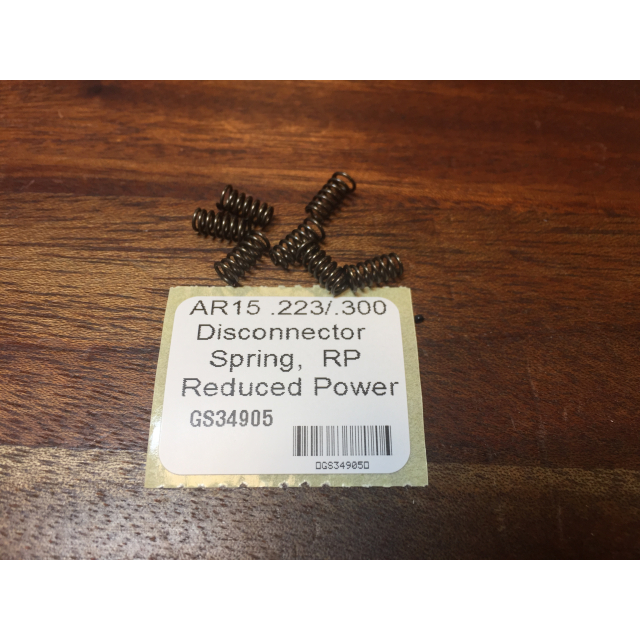 AR15 .223/.300
Disconnector
Spring, RP
Reduced Power
GS34905
▯GS34905▯